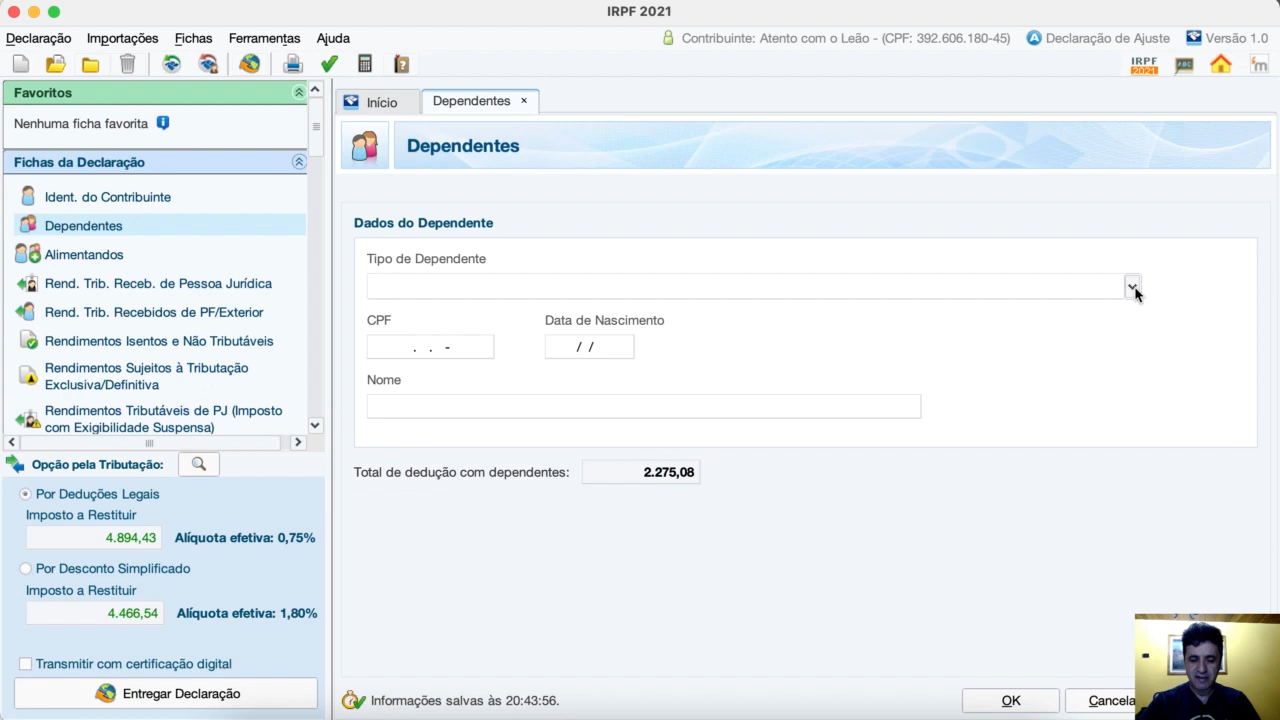 IRPF 2021
Declaração Importações Fichas Ferramentas Ajuda
Contribuinte: Atento com o Leão - (CPF: 392.606.180-45) Declaração de Ajuste Versão 1.0
IRPF 2021
ABC
Favoritos
Nenhuma ficha favorita
Fichas da Declaração
Ident. do Contribuinte
Dependentes
Alimentandos
Rend. Trib. Receb. de Pessoa Jurídica
Rend. Trib. Recebidos de PF/Exterior
Rendimentos Isentos e Não Tributáveis
Rendimentos Sujeitos à Tributação
Exclusiva/Definitiva
Rendimentos Tributáveis de PJ (Imposto
com Exigibilidade Suspensa)
Opção pela Tributação:
Por Deduções Legais
Imposto a Restituir
4.894,43 Alíquota efetiva: 0,75%
Por Desconto Simplificado
Imposto a Restituir
4.466,54 Alíquota efetiva: 1,80%
Transmitir com certificação digital
Entregar Declaração
Início Dependentes ×
Dependentes
Dados do Dependente
Tipo de Dependente
CPF Data de Nascimento
. . - / /
Nome
Total de dedução com dependentes: 2.275,08
Informações salvas às 20:43:56.
OK Cancela